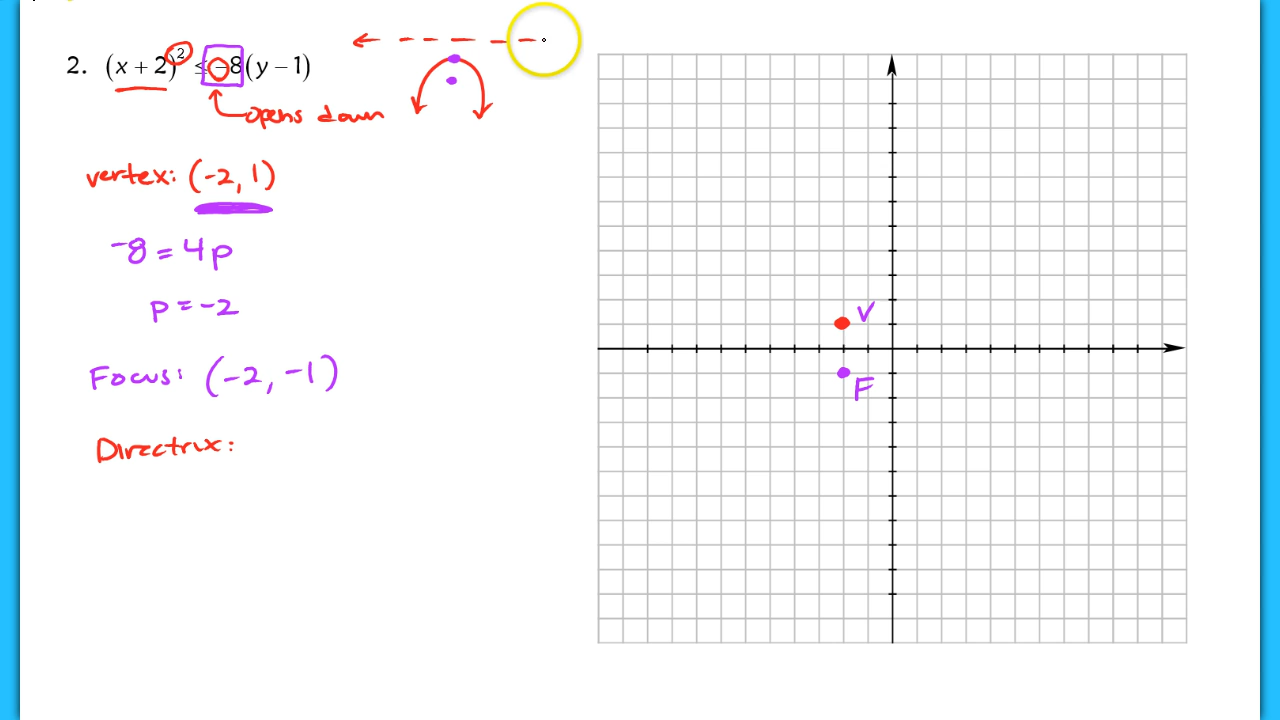 2. (x + 2)² ≤ -8(y - 1)
opens down
vertex: (-2, 1)
-8 = 4p
p = -2
Focus: (-2, -1)
Directrix:
V
F